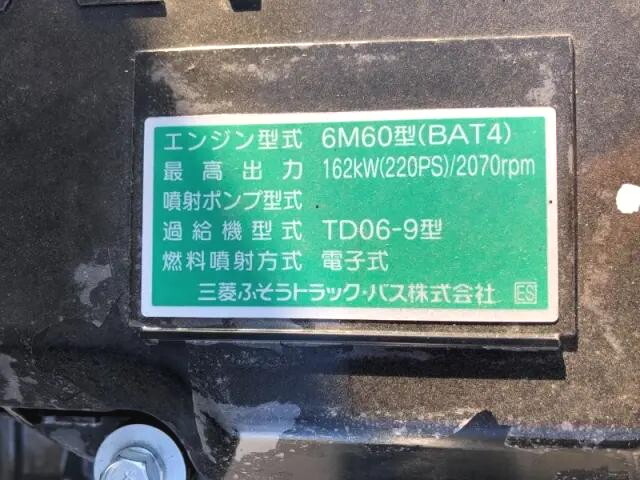 エンジン型式 6M60型(BAT4)
最高出力 162kW(220PS)/2070rpm
噴射ポンプ型式
過給機型式 TD06-9型
燃料噴射方式 電子式
三菱ふそうトラック・バス株式会社 ES